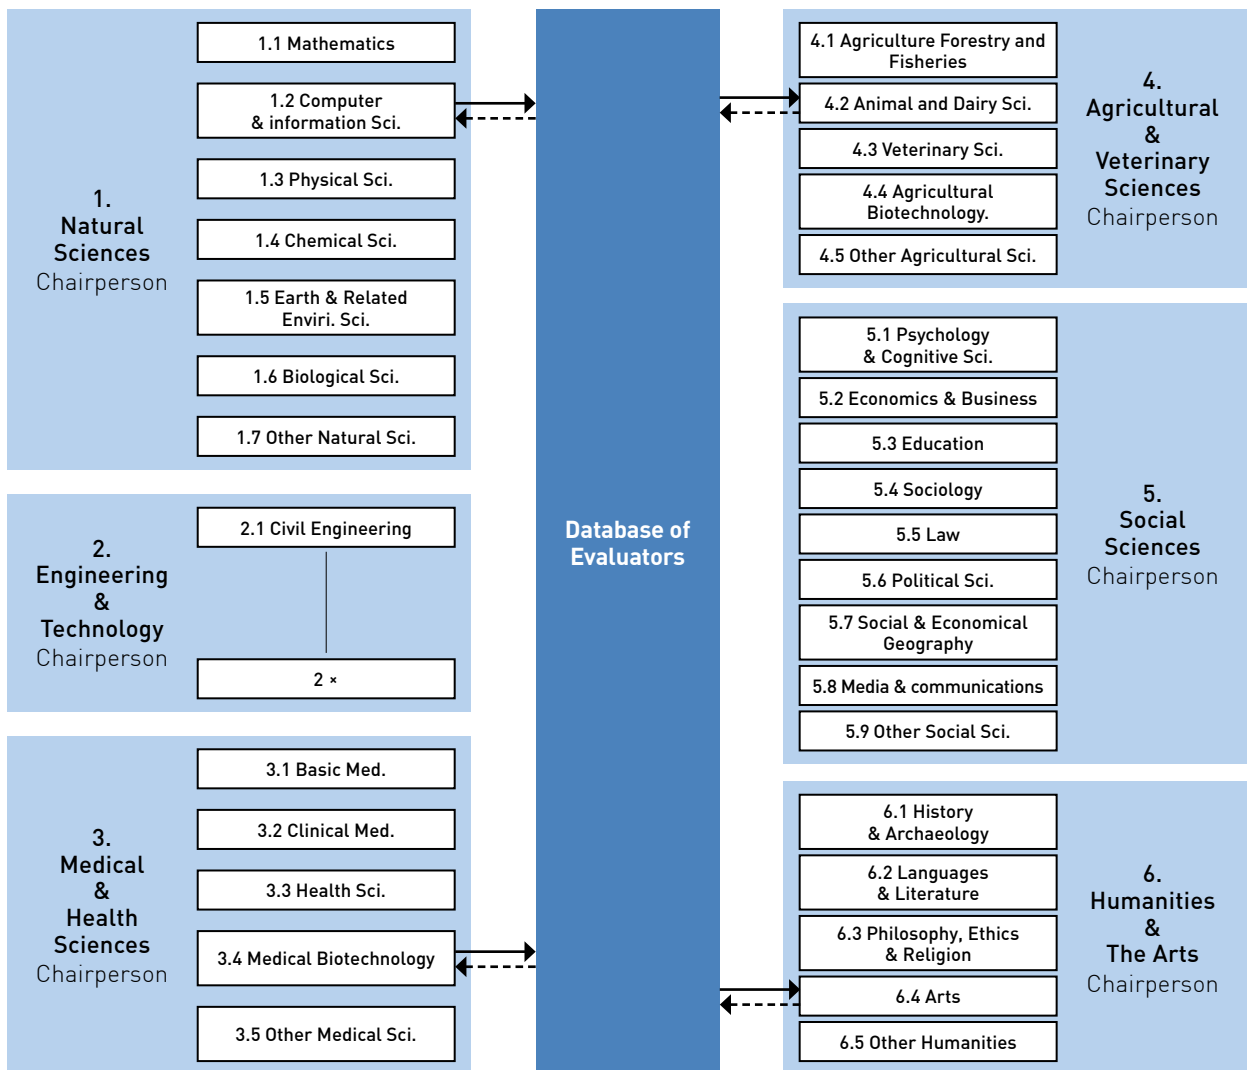 1.
Natural
Sciences
Chairperson
1.1 Mathematics
1.2 Computer
& information Sci.
1.3 Physical Sci.
1.4 Chemical Sci.
1.5 Earth & Related
Enviri. Sci.
1.6 Biological Sci.
1.7 Other Natural Sci.
2.
Engineering
&
Technology
Chairperson
2.1 Civil Engineering
2 ×
3.
Medical
&
Health
Sciences
Chairperson
3.1 Basic Med.
3.2 Clinical Med.
3.3 Health Sci.
3.4 Medical Biotechnology
3.5 Other Medical Sci.
Database of
Evaluators
4.1 Agriculture Forestry and
Fisheries
4.2 Animal and Dairy Sci.
4.3 Veterinary Sci.
4.4 Agricultural
Biotechnology.
4.5 Other Agricultural Sci.
4.
Agricultural
&
Veterinary
Sciences
Chairperson
5.1 Psychology
& Cognitive Sci.
5.2 Economics & Business
5.3 Education
5.4 Sociology
5.5 Law
5.6 Political Sci.
5.7 Social & Economical
Geography
5.8 Media & communications
5.9 Other Social Sci.
5.
Social
Sciences
Chairperson
6.1 History
& Archaeology
6.2 Languages
& Literature
6.3 Philosophy, Ethics
& Religion
6.4 Arts
6.5 Other Humanities
6.
Humanities
&
The Arts
Chairperson